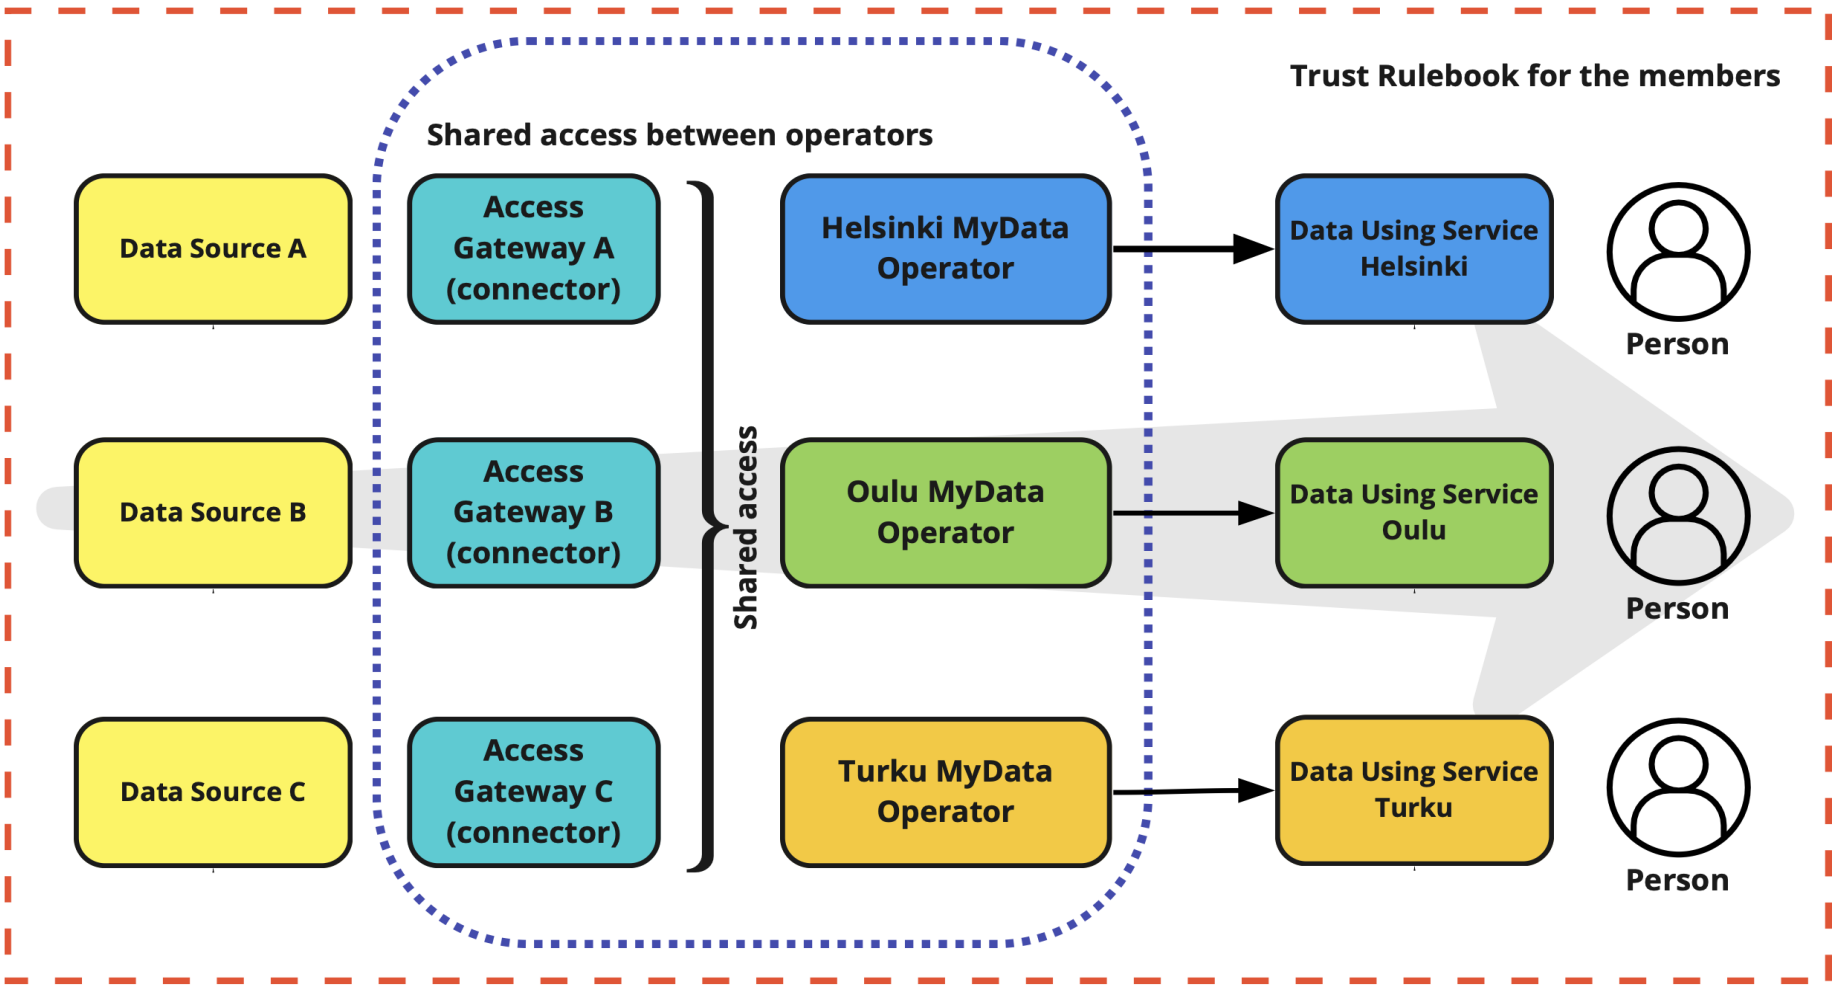 Trust Rulebook for the members
Shared access between operators
Data Source A
Access
Gateway A
(connector)
Helsinki MyData
Operator
Data Using Service
Helsinki
Person
Shared access
Data Source B
Access
Gateway B
(connector)
Oulu MyData
Operator
Data Using Service
Oulu
Person
Data Source C
Access
Gateway C
(connector)
Turku MyData
Operator
Data Using Service
Turku
Person